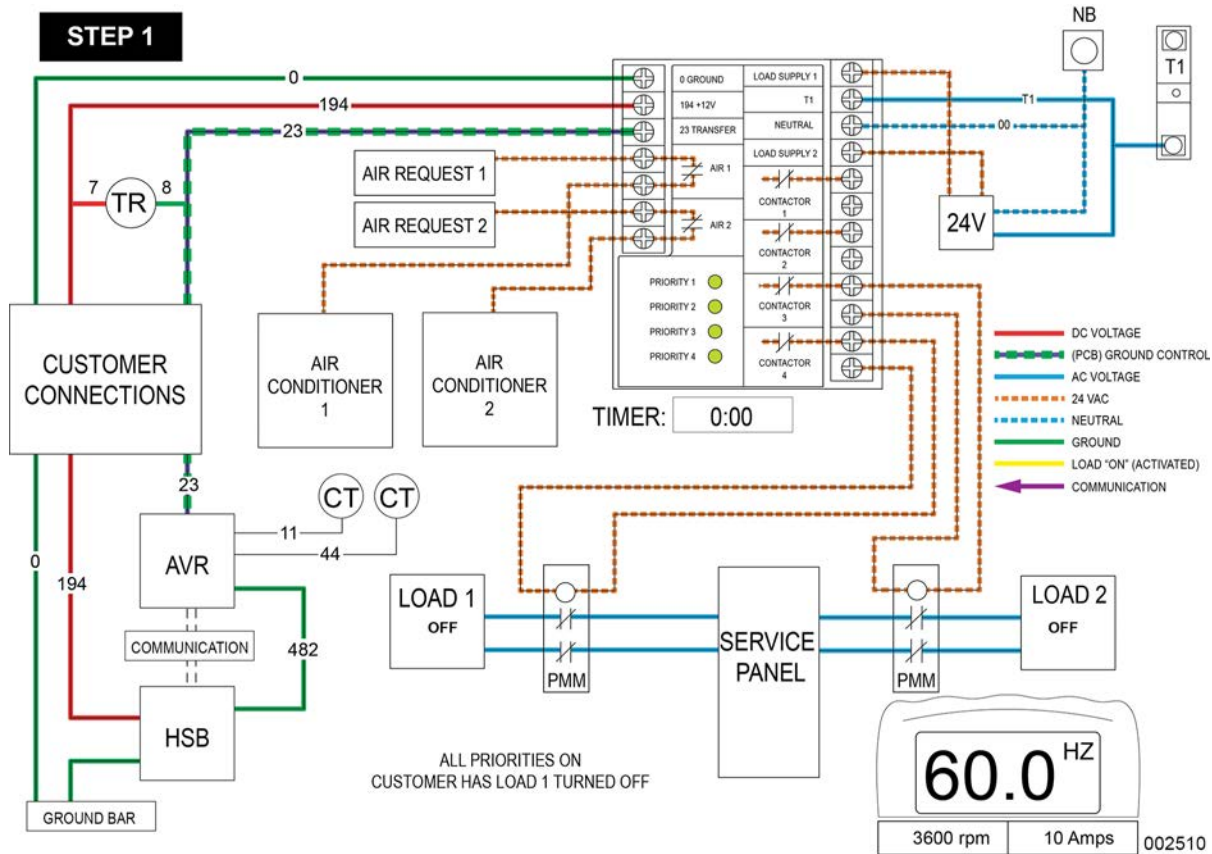 STEP 1
0
194
23
7
TR
8
AIR REQUEST 1
AIR REQUEST 2
CUSTOMER
CONNECTIONS
AIR
CONDITIONER
1
AIR
CONDITIONER
2
0 GROUND
194 +12V
23 TRANSFER
AIR 1
AIR 2
LOAD SUPPLY 1
T1
NEUTRAL
LOAD SUPPLY 2
CONTACTOR
1
CONTACTOR
2
CONTACTOR
3
CONTACTOR
4
PRIORITY 1
PRIORITY 2
PRIORITY 3
PRIORITY 4
TIMER: 0:00
NB
T1
T1
00
24V
DC VOLTAGE
(PCB) GROUND CONTROL
AC VOLTAGE
24 VAC
NEUTRAL
GROUND
LOAD "ON" (ACTIVATED)
COMMUNICATION
23
CT
CT
11
44
AVR
0
194
COMMUNICATION
482
HSB
GROUND BAR
LOAD 1
OFF
PMM
SERVICE
PANEL
PMM
LOAD 2
OFF
ALL PRIORITIES ON
CUSTOMER HAS LOAD 1 TURNED OFF
60.0 HZ
3600 rpm
10 Amps
002510